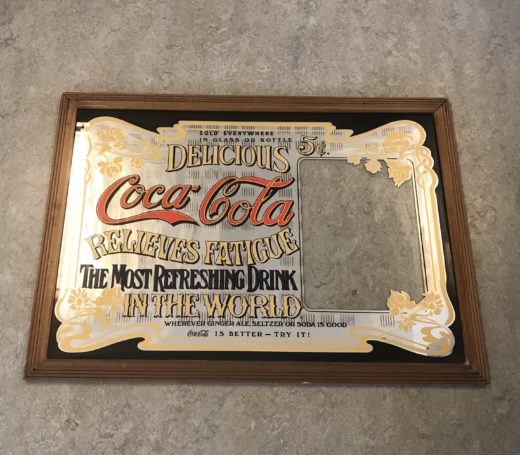 SOLD EVERYWHERE
IN GLASS OR BOTTLE
5¢.
DELICIOUS
Coca-Cola
RELIEVES FATIGUE
THE MOST REFRESHING DRINK
IN THE WORLD
WHEREVER GINGER ALE, SELTZER OR SODA IS GOOD
Coca-Cola IS BETTER – TRY IT!